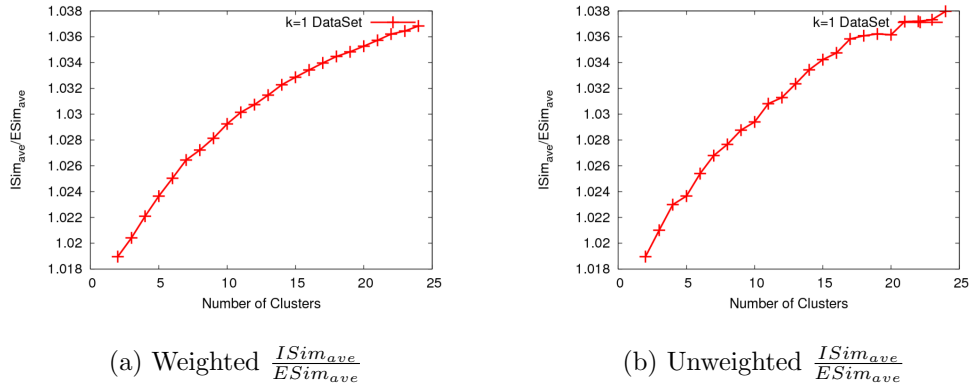 1.038
1.036
1.034
1.032
1.03
1.028
1.026
1.024
1.022
1.02
1.018
ISim_ave/ESim_ave
k=1 DataSet
0 5 10 15 20 25
Number of Clusters
1.038
1.036
1.034
1.032
1.03
1.028
1.026
1.024
1.022
1.02
1.018
ISim_ave/ESim_ave
k=1 DataSet
0 5 10 15 20 25
Number of Clusters
(a) Weighted ISim_ave/ESim_ave
(b) Unweighted ISim_ave/ESim_ave